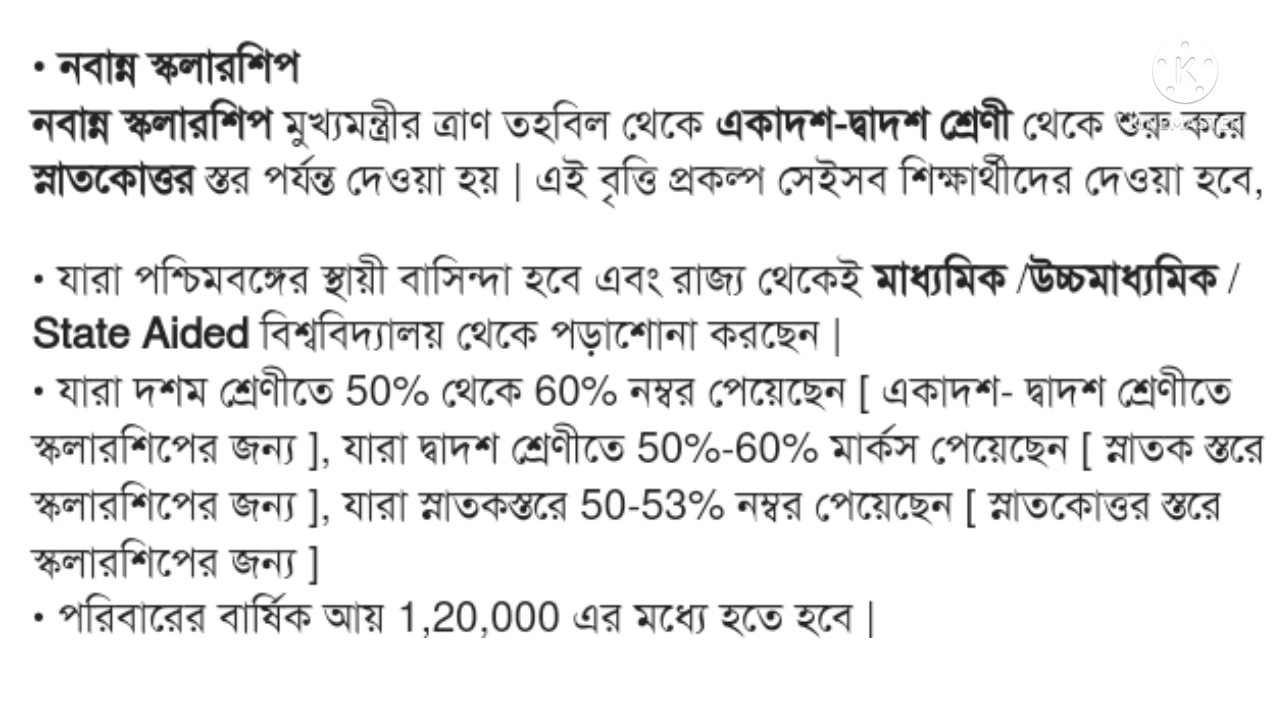 • নবান্ন স্কলারশিপ
নবান্ন স্কলারশিপ মুখ্যমন্ত্রীর ত্রাণ তহবিল থেকে একাদশ-দ্বাদশ শ্রেণী থেকে শুরু করে
স্নাতকোত্তর স্তর পর্যন্ত দেওয়া হয় | এই বৃত্তি প্রকল্প সেইসব শিক্ষার্থীদের দেওয়া হবে,
• যারা পশ্চিমবঙ্গের স্থায়ী বাসিন্দা হবে এবং রাজ্য থেকেই মাধ্যমিক /উচ্চমাধ্যমিক /
State Aided বিশ্ববিদ্যালয় থেকে পড়াশোনা করছেন |
• যারা দশম শ্রেণীতে 50% থেকে 60% নম্বর পেয়েছেন [ একাদশ- দ্বাদশ শ্রেণীতে
স্কলারশিপের জন্য ], যারা দ্বাদশ শ্রেণীতে 50%-60% মার্কস পেয়েছেন [ স্নাতক স্তরে
স্কলারশিপের জন্য ], যারা স্নাতকস্তরে 50-53% নম্বর পেয়েছেন [ স্নাতকোত্তর স্তরে
স্কলারশিপের জন্য ]
• পরিবারের বার্ষিক আয় 1,20,000 এর মধ্যে হতে হবে |
K
KINEMASTER